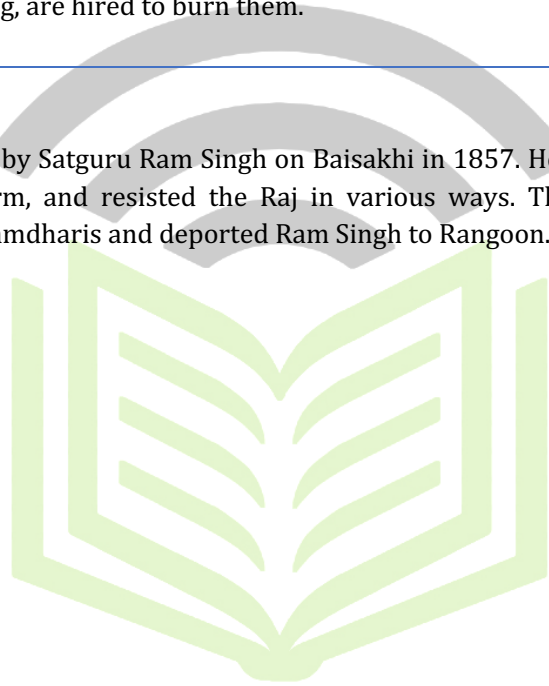 g, are hired to burn them.
by Satguru Ram Singh on Baisakhi in 1857. He
rm, and resisted the Raj in various ways. Th
amdharis and deported Ram Singh to Rangoon.